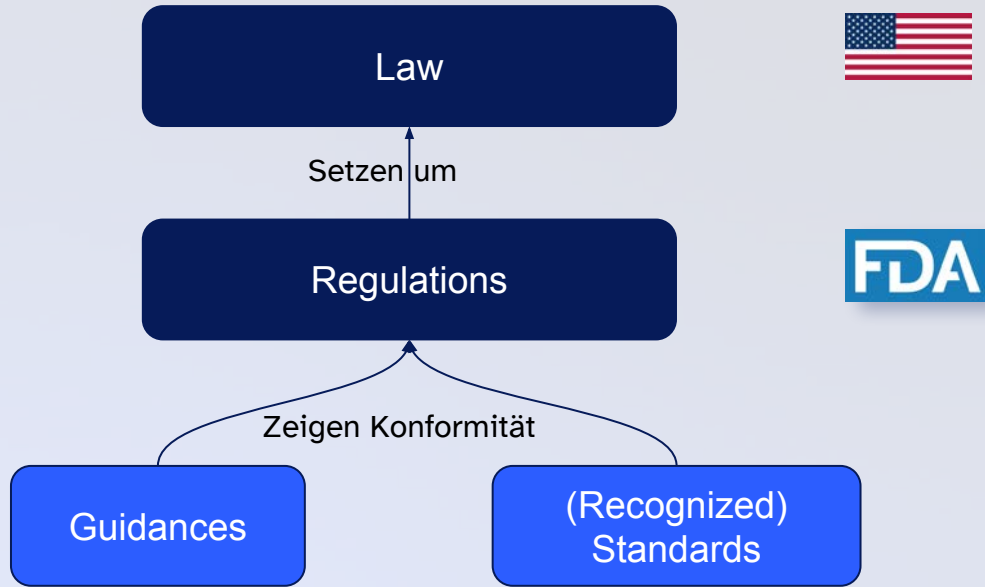 Law
Setzen um
Regulations
FDA
Zeigen Konformität
Guidances
(Recognized)
Standards